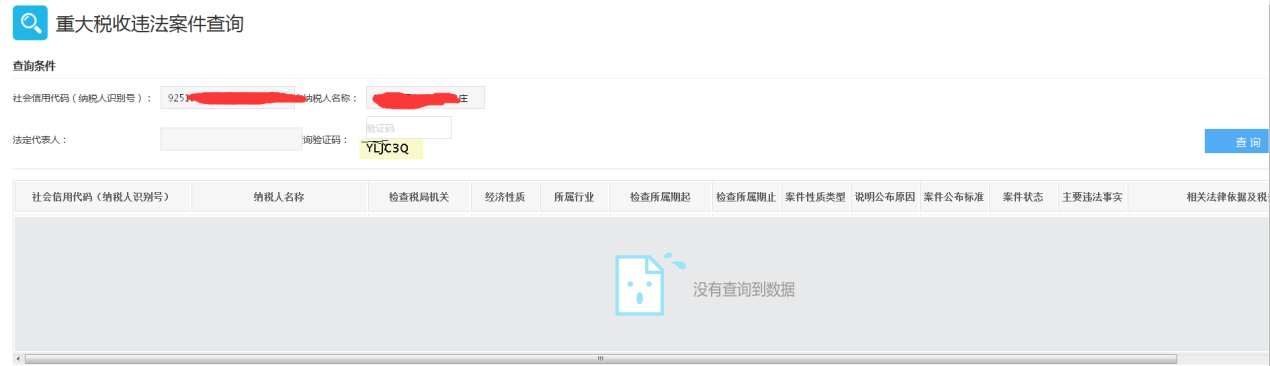 重大税收违法案件查询
查询条件
社会信用代码（纳税人识别号）： 925 纳税人名称： 庄
法定代表人： 询验证码： 验证码
YLJC3Q
查 询
社会信用代码（纳税人识别号） 纳税人名称 检查税局机关 经济性质 所属行业 检查所属期起 检查所属期止 案件性质类型 说明公布原因 案件公布标准 案件状态 主要违法事实 相关法律依据及税
没有查询到数据